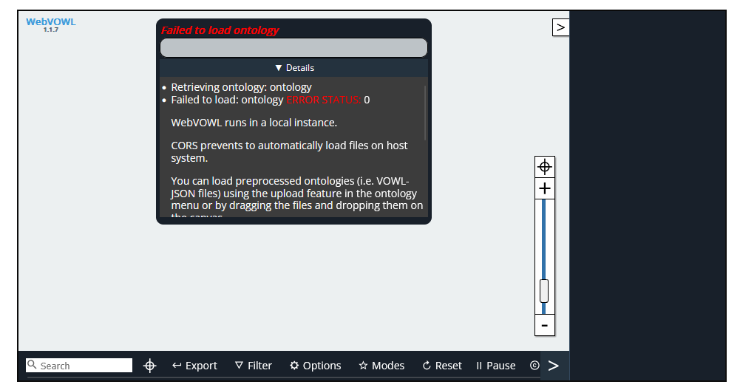 WebVOWL
1.1.7
Failed to load ontology
▼ Details
• Retrieving ontology: ontology
• Failed to load: ontology ERROR STATUS: 0
WebVOWL runs in a local instance.
CORS prevents to automatically load files on host
system.
You can load preprocessed ontologies (i.e. VOWL-
JSON files) using the upload feature in the ontology
menu or by dragging the files and dropping them on
the canvas.
>
+
-
Search
Export
Filter
Options
Modes
Reset
Pause
©
>